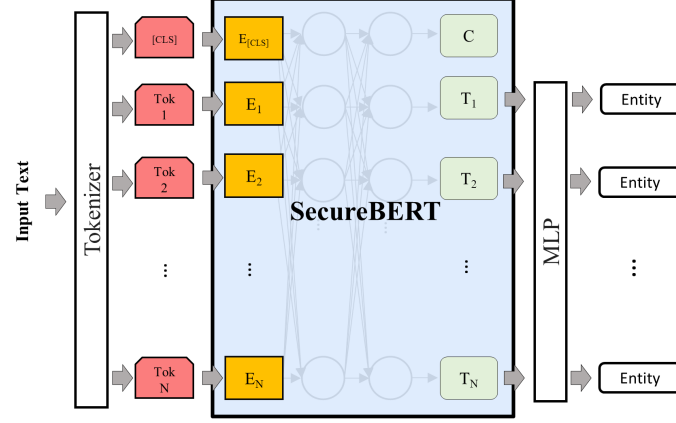 Input Text
Tokenizer
[CLS]
Tok
1
Tok
2
...
Tok
N
E[CLS]
E1
E2
...
EN
SecureBERT
...
...
C
T1
T2
...
TN
MLP
Entity
Entity
...
Entity